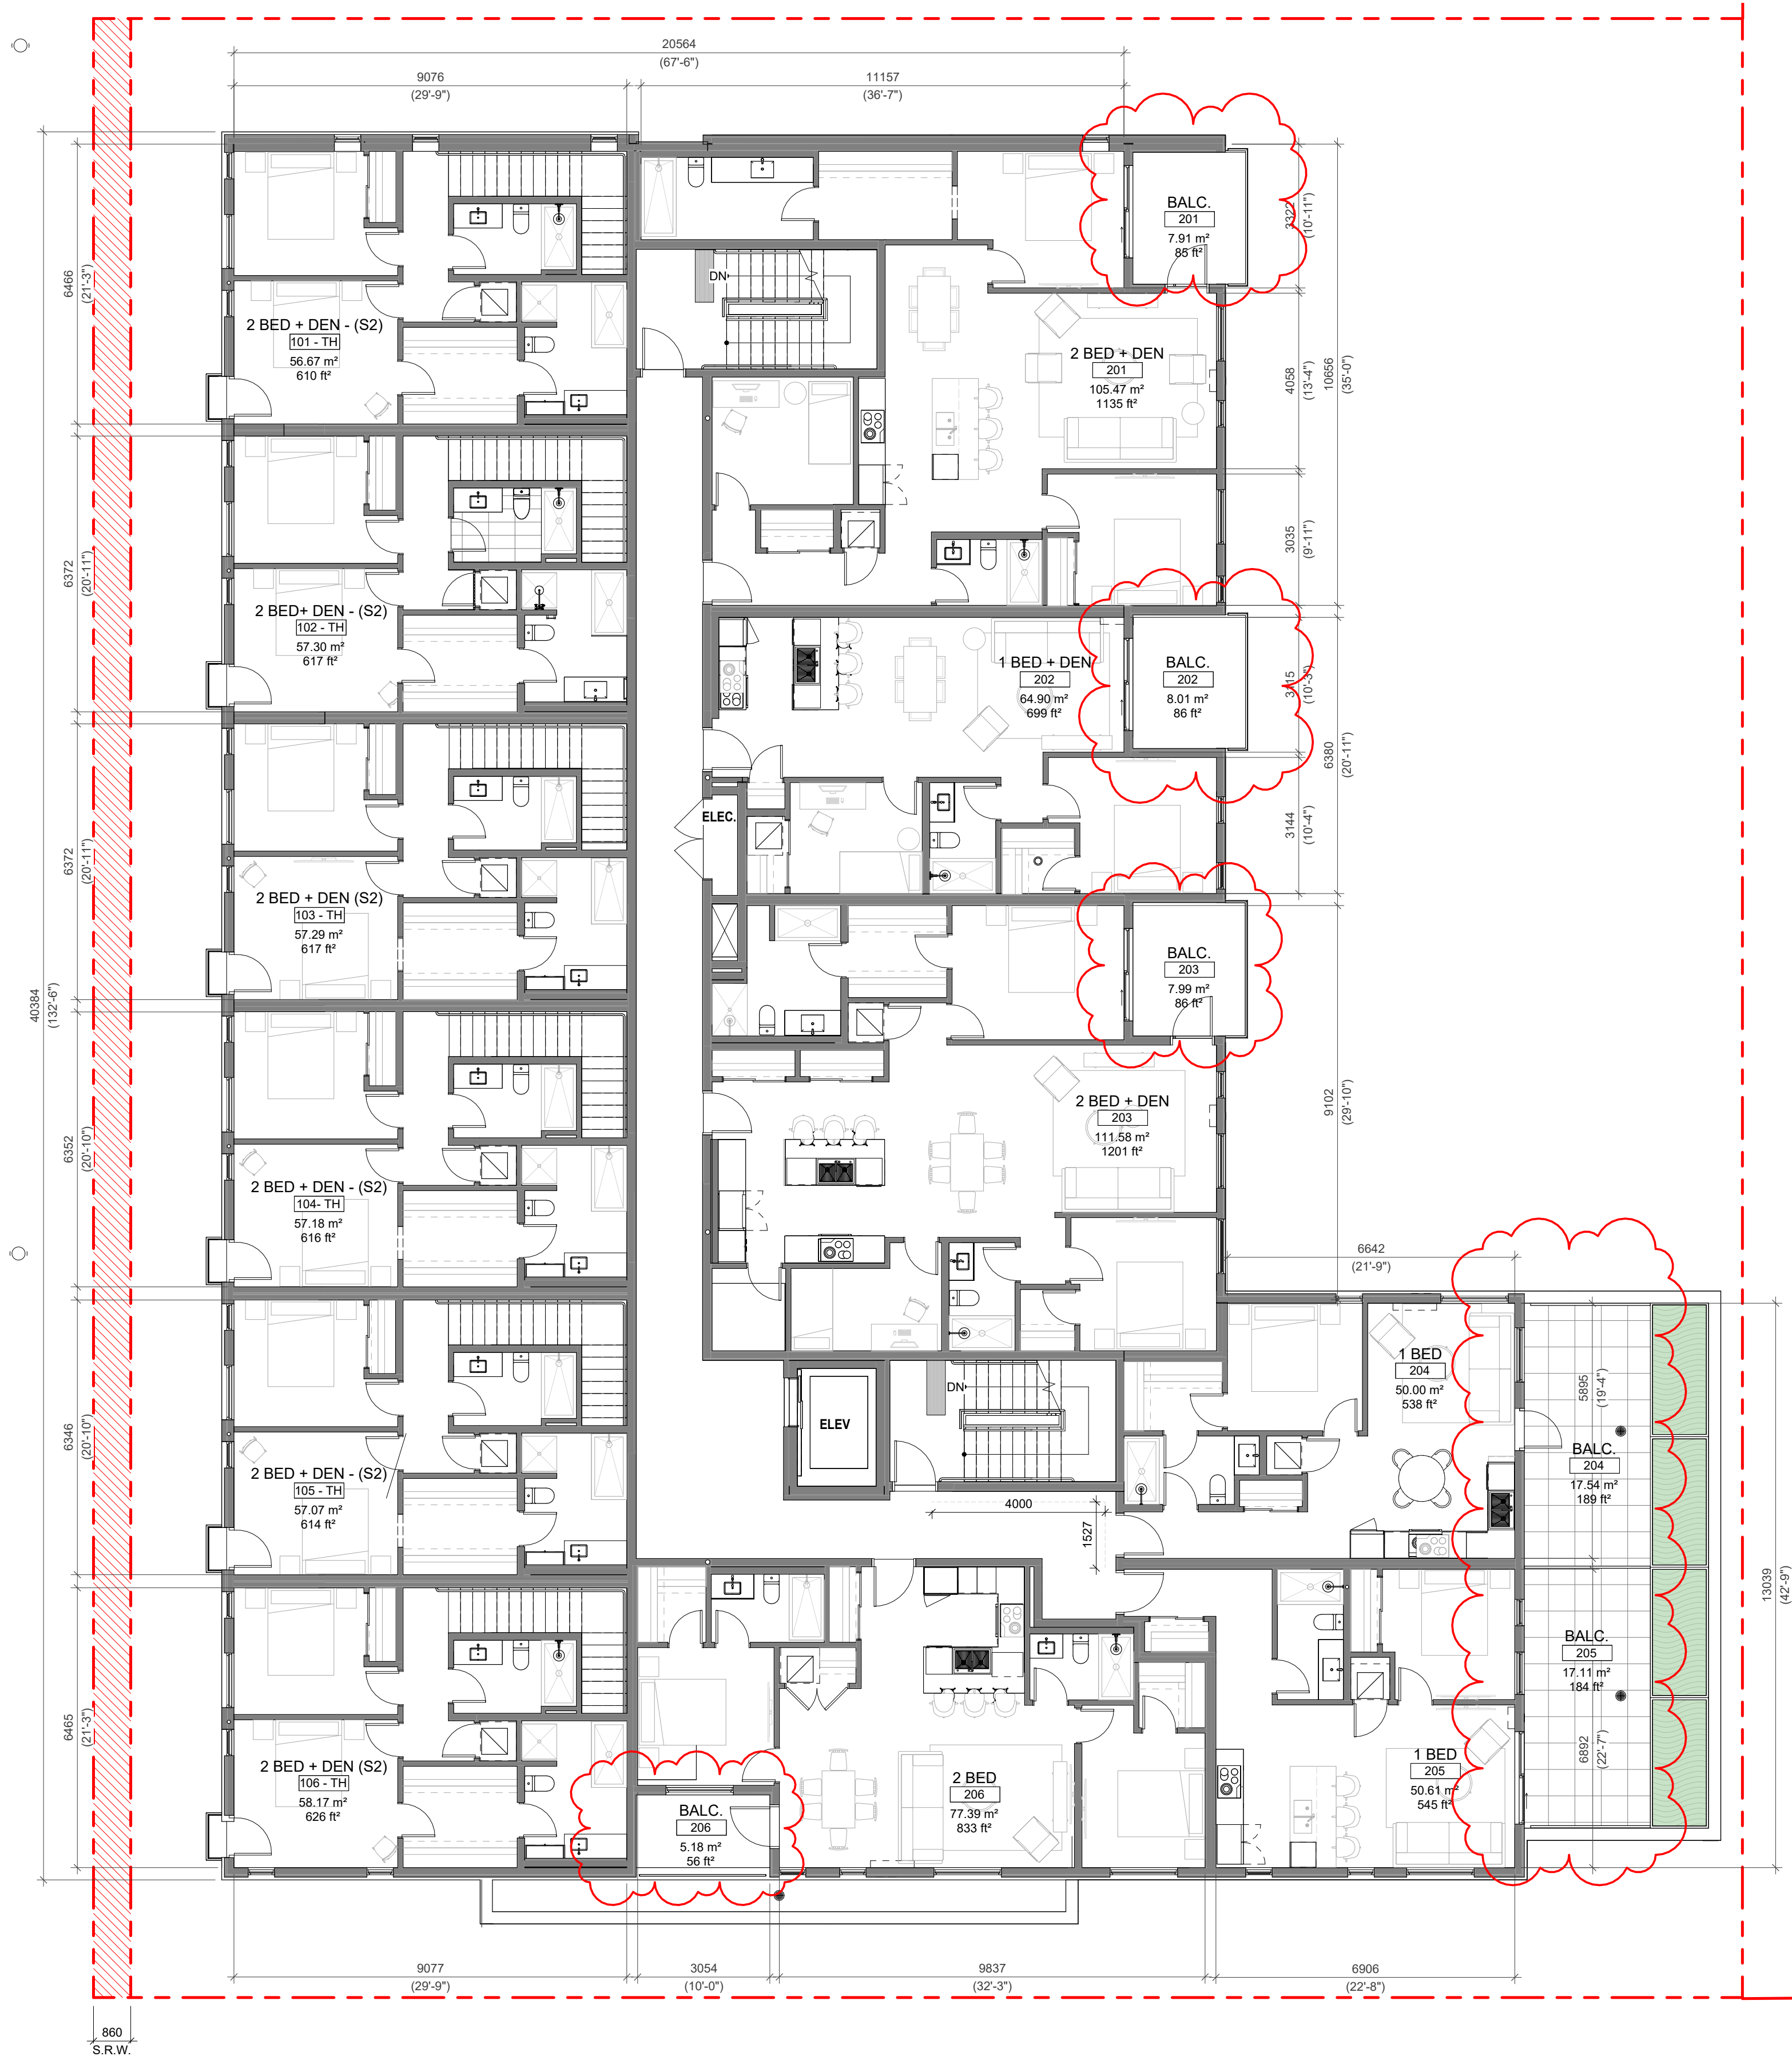 20564
(67'-6")
9076
(29'-9")
11157
(36'-7")
BALC.
201
7.91 m²
85 ft²
3322
(10'-11")
DN
6466
(21'-3")
2 BED + DEN - (S2)
101 - TH
56.67 m²
610 ft²
2 BED + DEN
201
105.47 m²
1135 ft²
4058
(13'-4")
10656
(35'-0")
3035
(9'-11")
6372
(20'-11")
2 BED+ DEN - (S2)
102 - TH
57.30 m²
617 ft²
1 BED + DEN
202
64.90 m²
699 ft²
BALC.
202
8.01 m²
86 ft²
(10'-3")
6380
(20'-11")
ELEC.
3144
(10'-4")
6372
(20'-11")
2 BED + DEN (S2)
103 - TH
57.29 m²
617 ft²
BALC.
203
7.99 m²
86 ft²
40384
(132'-6")
2 BED + DEN
203
111.58 m²
1201 ft²
9102
(29'-10")
6352
(20'-10")
2 BED + DEN - (S2)
104- TH
57.18 m²
616 ft²
6642
(21'-9")
1 BED
204
50.00 m²
538 ft²
5895
(19'-4")
DN
ELEV
6346
(20'-10")
2 BED + DEN - (S2)
105 - TH
57.07 m²
614 ft²
BALC.
204
17.54 m²
189 ft²
4000
1527
13039
(42'-9")
BALC.
205
17.11 m²
184 ft²
6465
(21'-3")
2 BED + DEN (S2)
106 - TH
58.17 m²
626 ft²
BALC.
206
5.18 m²
56 ft²
2 BED
206
77.39 m²
833 ft²
1 BED
205
50.61 m²
545 ft²
6892
(22'-7")
9077
(29'-9")
3054
(10'-0")
9837
(32'-3")
6906
(22'-8")
860
S.R.W.